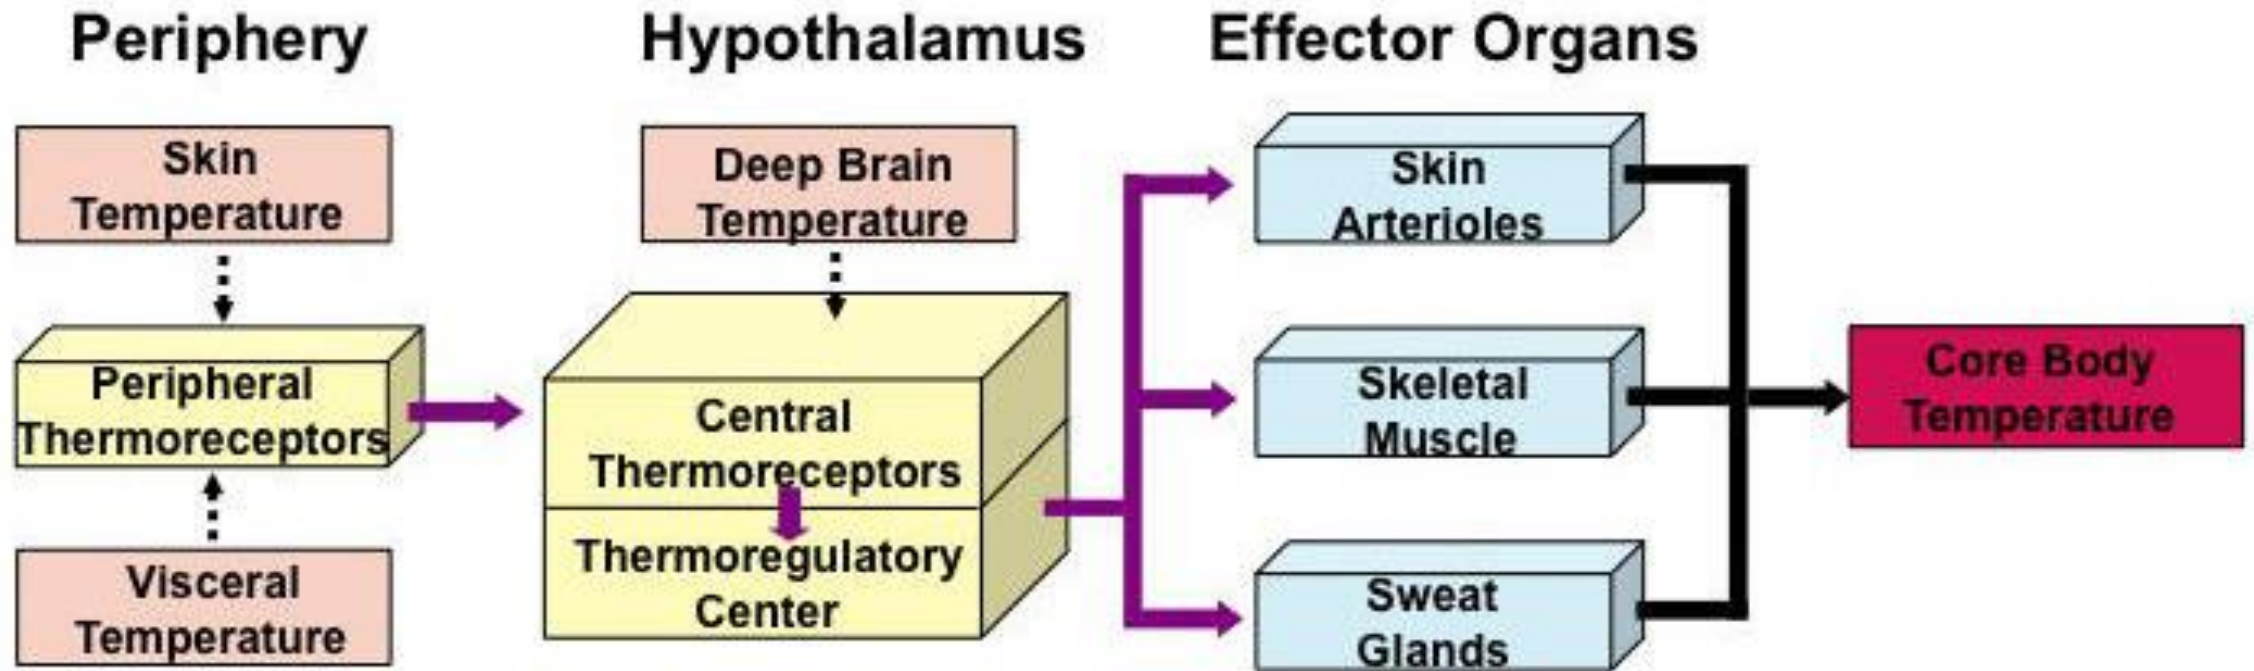 Periphery
Hypothalamus
Effector Organs
Skin
Temperature
Peripheral
Thermoreceptors
Visceral
Temperature
Deep Brain
Temperature
Central
Thermoreceptors
Thermoregulatory
Center
Skin
Arterioles
Skeletal
Muscle
Sweat
Glands
Core Body
Temperature